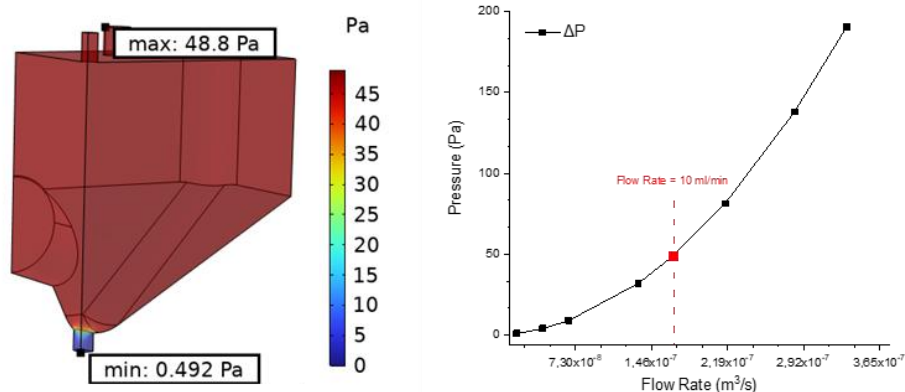 Pa
max: 48.8 Pa
45
40
35
30
25
20
15
10
5
0
min: 0.492 Pa
200
150
100
50
0
Pressure (Pa)
ΔP
Flow Rate = 10 ml/min
7,30x10⁻⁸
1,46x10⁻⁷
2,19x10⁻⁷
2,92x10⁻⁷
3,65x10⁻⁷
Flow Rate (m³/s)